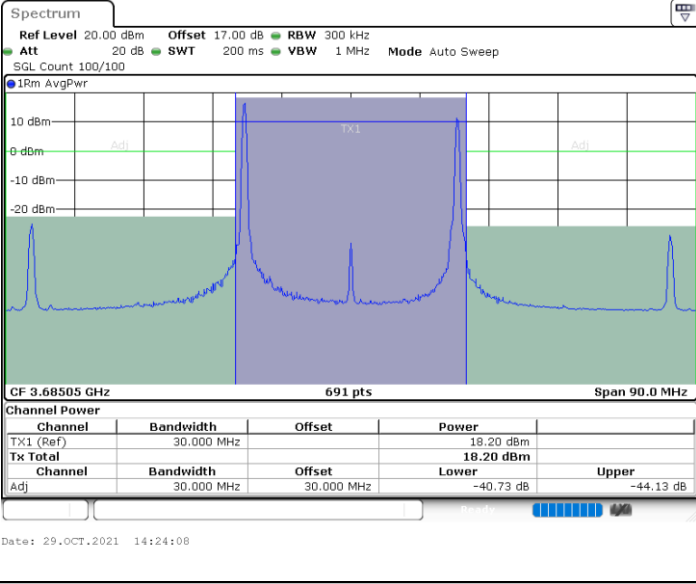 Spectrum
Ref Level 20.00 dBm Offset 17.00 dB RBW 300 kHz
Att 20 dB SWT 200 ms VBW 1 MHz Mode Auto Sweep
SGL Count 100/100
1Rm AvgPwr
10 dBm
TX1
Adj
Adj
0 dBm
-10 dBm
-20 dBm
CF 3.68505 GHz 691 pts Span 90.0 MHz
Channel Power
Channel Bandwidth Offset Power
TX1 (Ref) 30.000 MHz 18.20 dBm
Tx Total 18.20 dBm
Channel Bandwidth Offset Lower Upper
Adj 30.000 MHz 30.000 MHz -40.73 dB -44.13 dB
Ready
Date: 29.OCT.2021 14:24:08